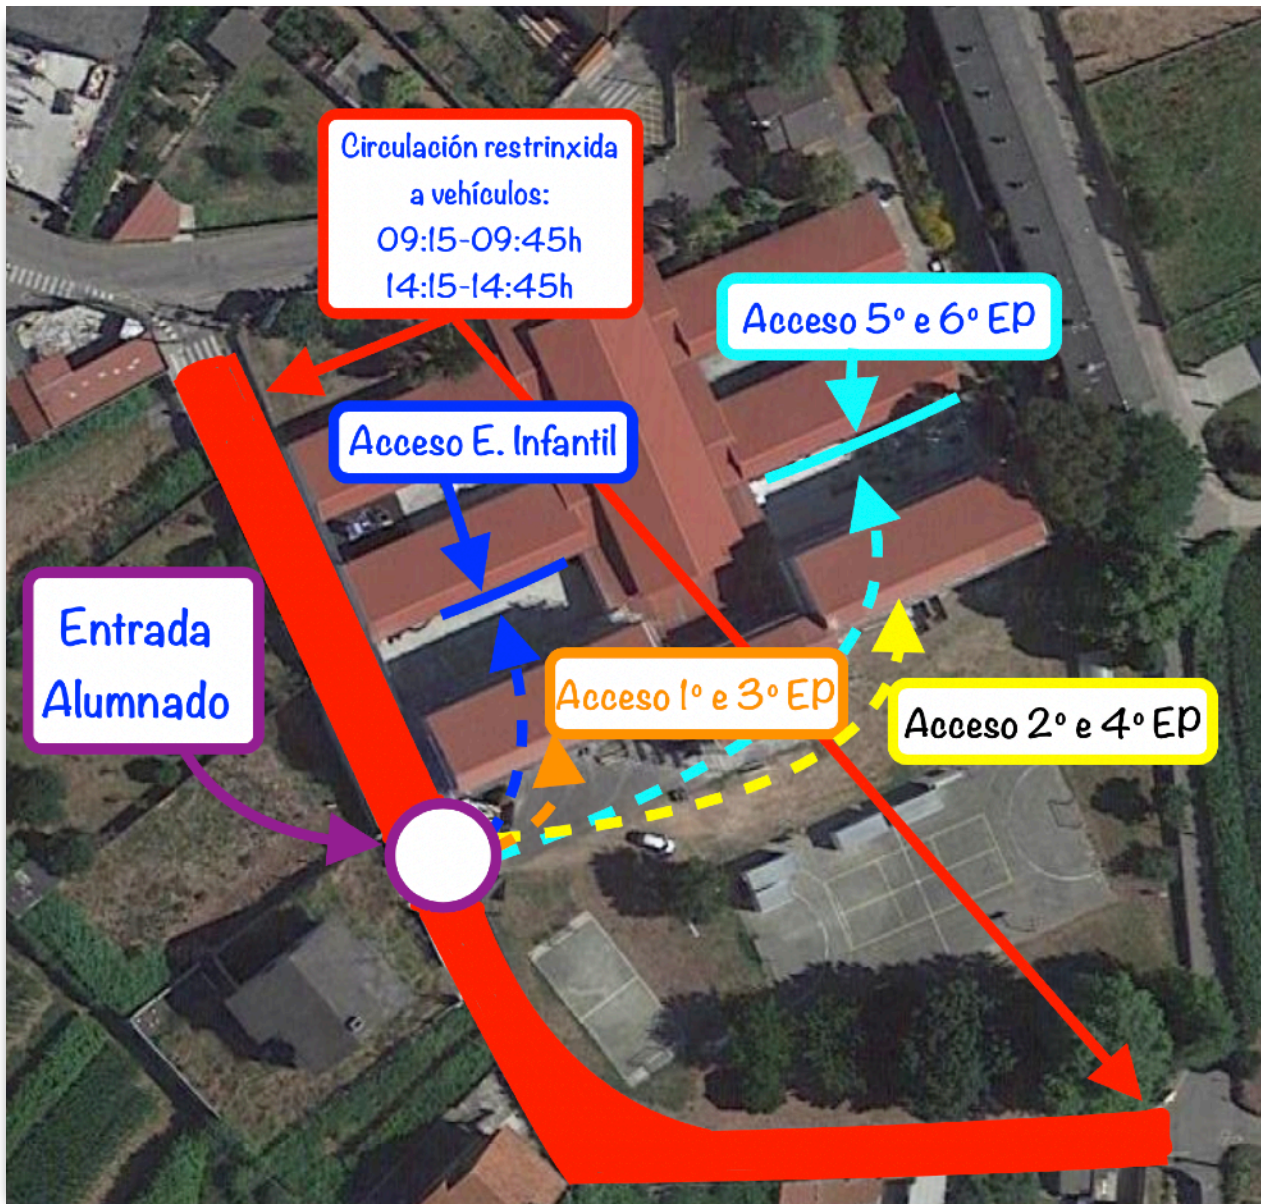 Circulación restrinxida
a vehículos:
09:15-09:45h
14:15-14:45h
Acceso 5º e 6º EP
Acceso E. Infantil
Entrada
Alumnado
Acceso 1º e 3º EP
Acceso 2º e 4º EP